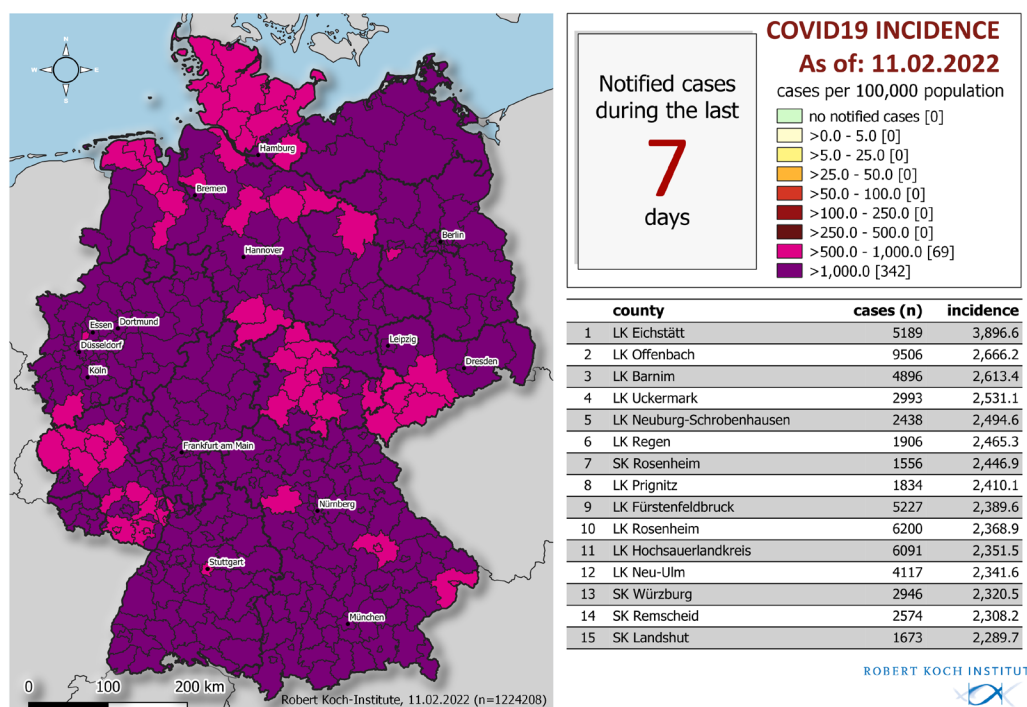 N
W
E
S
Hamburg
Bremen
Berlin
Hannover
Essen
Dortmund
Düsseldorf
Köln
Leipzig
Dresden
Frankfurt am Main
Nürnberg
Stuttgart
München
0 100 200 km
Robert Koch-Institute, 11.02.2022 (n=1224208)
Notified cases
during the last
7
days
COVID19 INCIDENCE
As of: 11.02.2022
cases per 100,000 population
no notified cases [0]
>0.0 - 5.0 [0]
>5.0 - 25.0 [0]
>25.0 - 50.0 [0]
>50.0 - 100.0 [0]
>100.0 - 250.0 [0]
>250.0 - 500.0 [0]
>500.0 - 1,000.0 [69]
>1,000.0 [342]
county cases (n) incidence
1 LK Eichstätt 5189 3,896.6
2 LK Offenbach 9506 2,666.2
3 LK Barnim 4896 2,613.4
4 LK Uckermark 2993 2,531.1
5 LK Neuburg-Schrobenhausen 2438 2,494.6
6 LK Regen 1906 2,465.3
7 SK Rosenheim 1556 2,446.9
8 LK Prignitz 1834 2,410.1
9 LK Fürstenfeldbruck 5227 2,389.6
10 LK Rosenheim 6200 2,368.9
11 LK Hochsauerlandkreis 6091 2,351.5
12 LK Neu-Ulm 4117 2,341.6
13 SK Würzburg 2946 2,320.5
14 SK Remscheid 2574 2,308.2
15 SK Landshut 1673 2,289.7
ROBERT KOCH INSTITUT